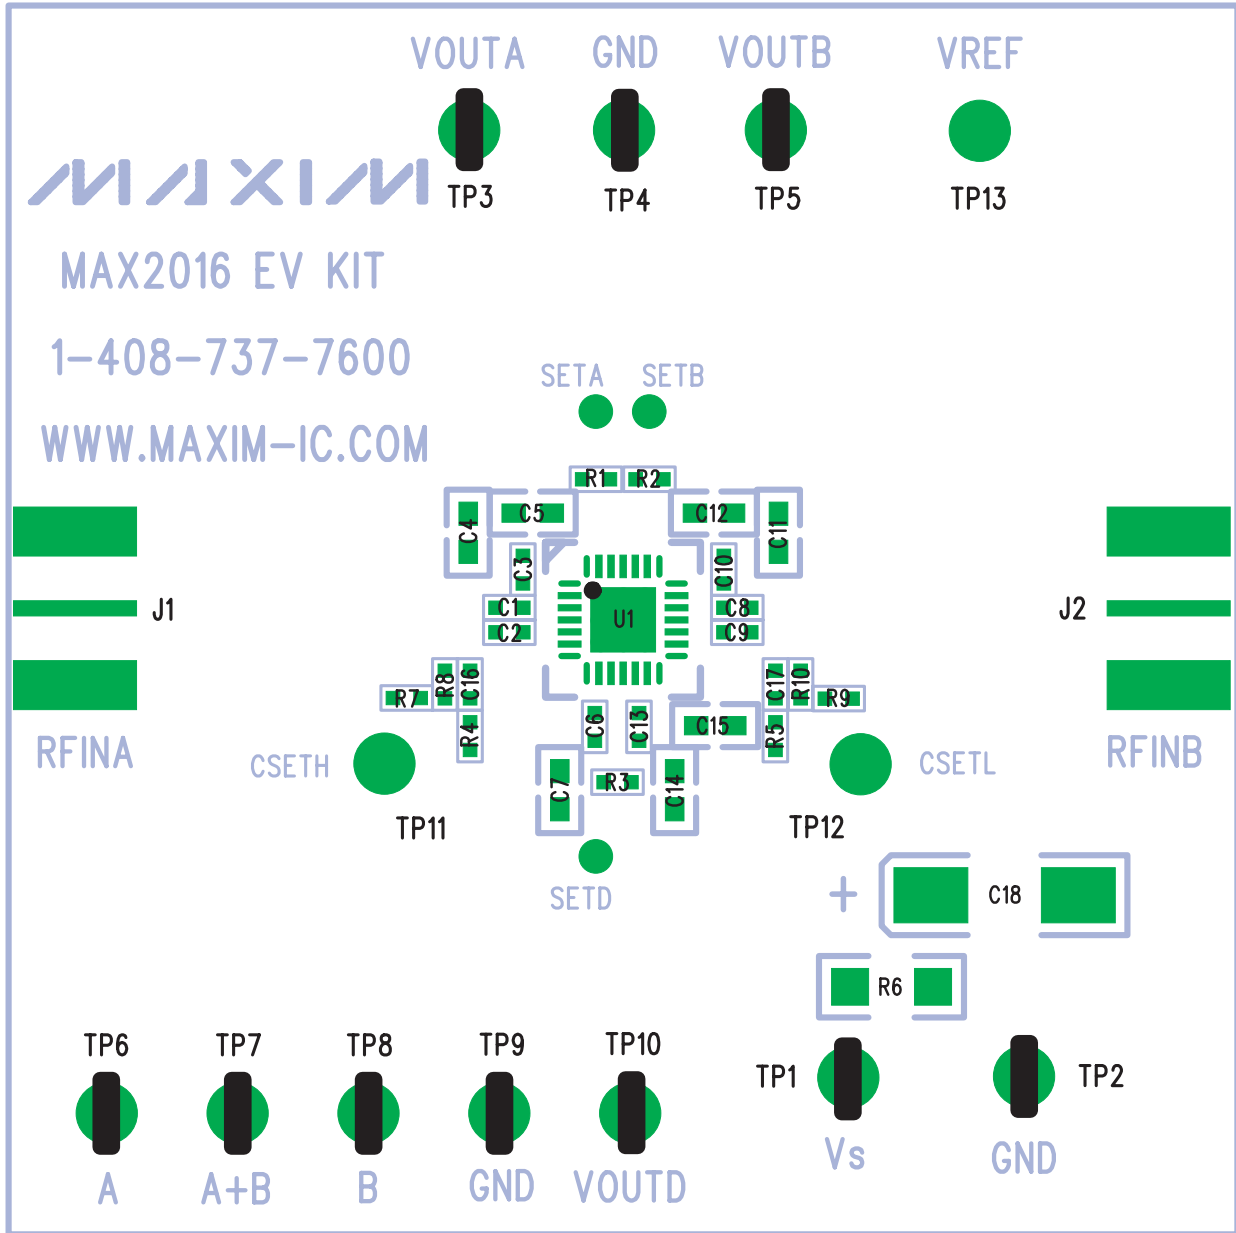 VOUTA GND VOUTB VREF
TP3 TP4 TP5 TP13
MAXIM
MAX2016 EV KIT
1-408-737-7600
WWW.MAXIM-IC.COM
SETA SETB
R1 R2
C4 C5 C12 C11
C3 C10
C1 U1 C8
C2 C9
J1 J2
R7 R8 C16 C17 R10 R9
R4 C6 C13 C15 R5
RFINA RFINB
CSETH CSETL
C7 R3 C14
TP11 TP12
SETD
+ C18
R6
TP6 TP7 TP8 TP9 TP10
TP1 TP2
Vs GND
A A+B B GND VOUTD